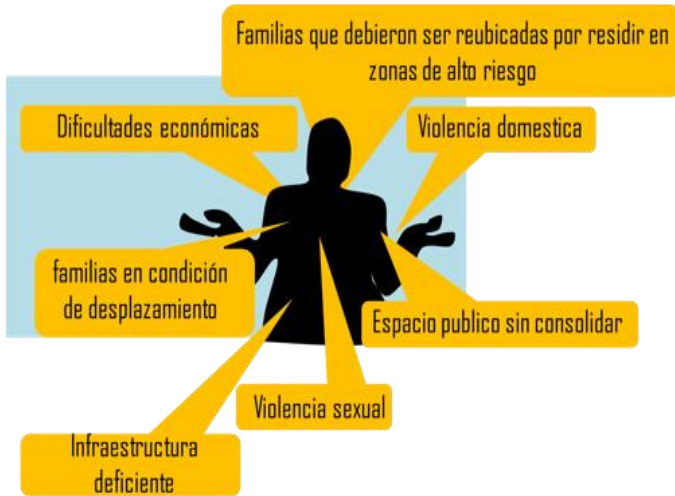 Familias que debieron ser reubicadas por residir en
zonas de alto riesgo
Dificultades económicas
Violencia domestica
familias en condición
de desplazamiento
Espacio publico sin consolidar
Violencia sexual
Infraestructura
deficiente